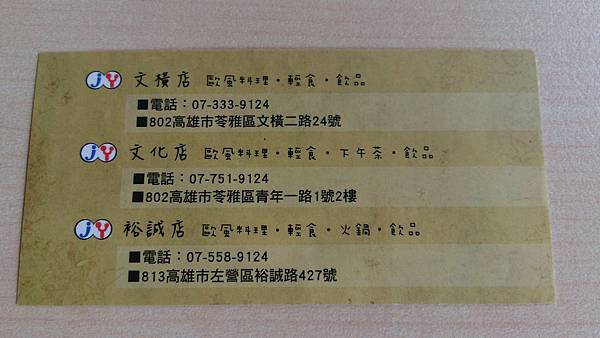 JY 文橫店 歐風料理・輕食・飲品
■電話：07-333-9124
■802高雄市苓雅區文橫二路24號
JY 文化店 歐風料理・輕食・下午茶・飲品
■電話：07-751-9124
■802高雄市苓雅區青年一路1號2樓
JY 裕誠店 歐風料理・輕食・火鍋・飲品
■電話：07-558-9124
■813高雄市左營區裕誠路427號